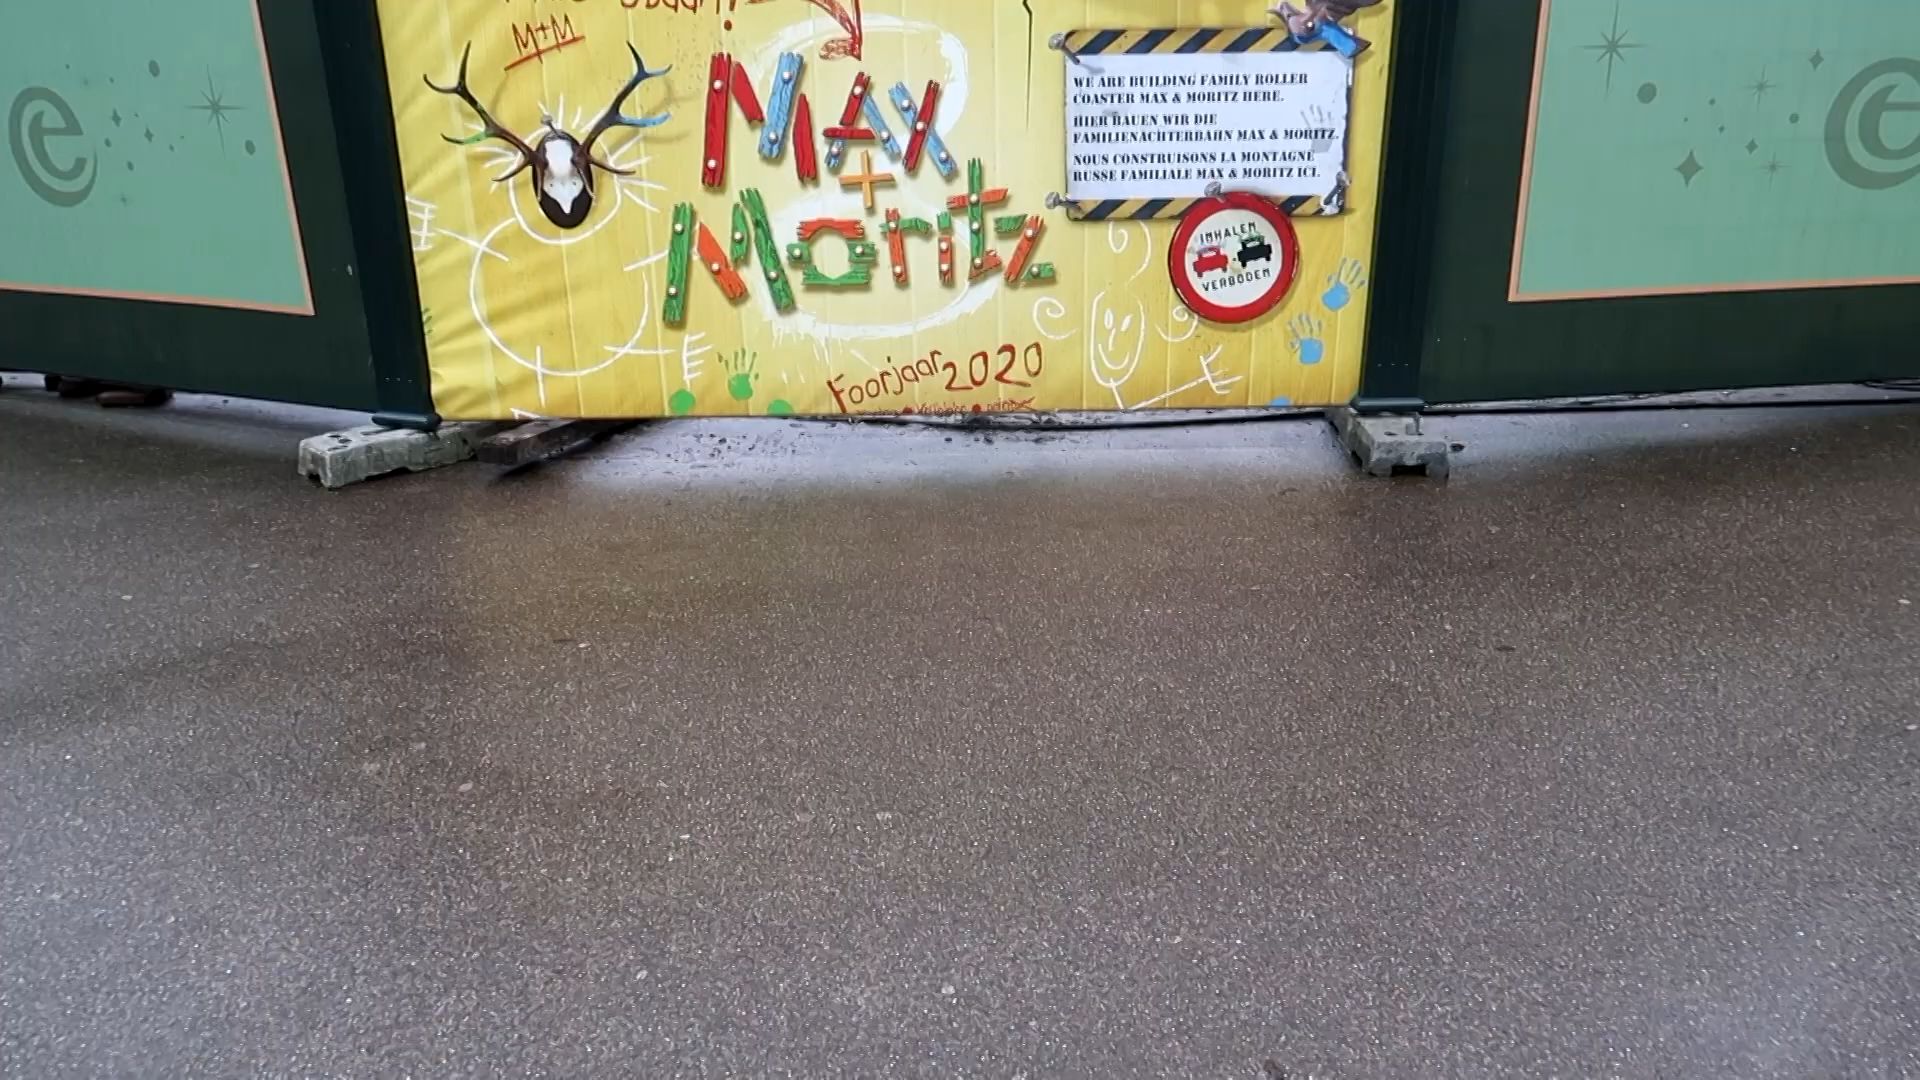 M+M
MAX
+
Moritz
Foorjaar 2020
WE ARE BUILDING FAMILY ROLLER
COASTER MAX & MORITZ HERE.
HIER BAUEN WIR DIE
FAMILIENACHTERBAHN MAX & MORITZ.
NOUS CONSTRUISONS LA MONTAGNE
RUSSE FAMILIALE MAX & MORITZ ICI.
INHALEN
VERBODEN